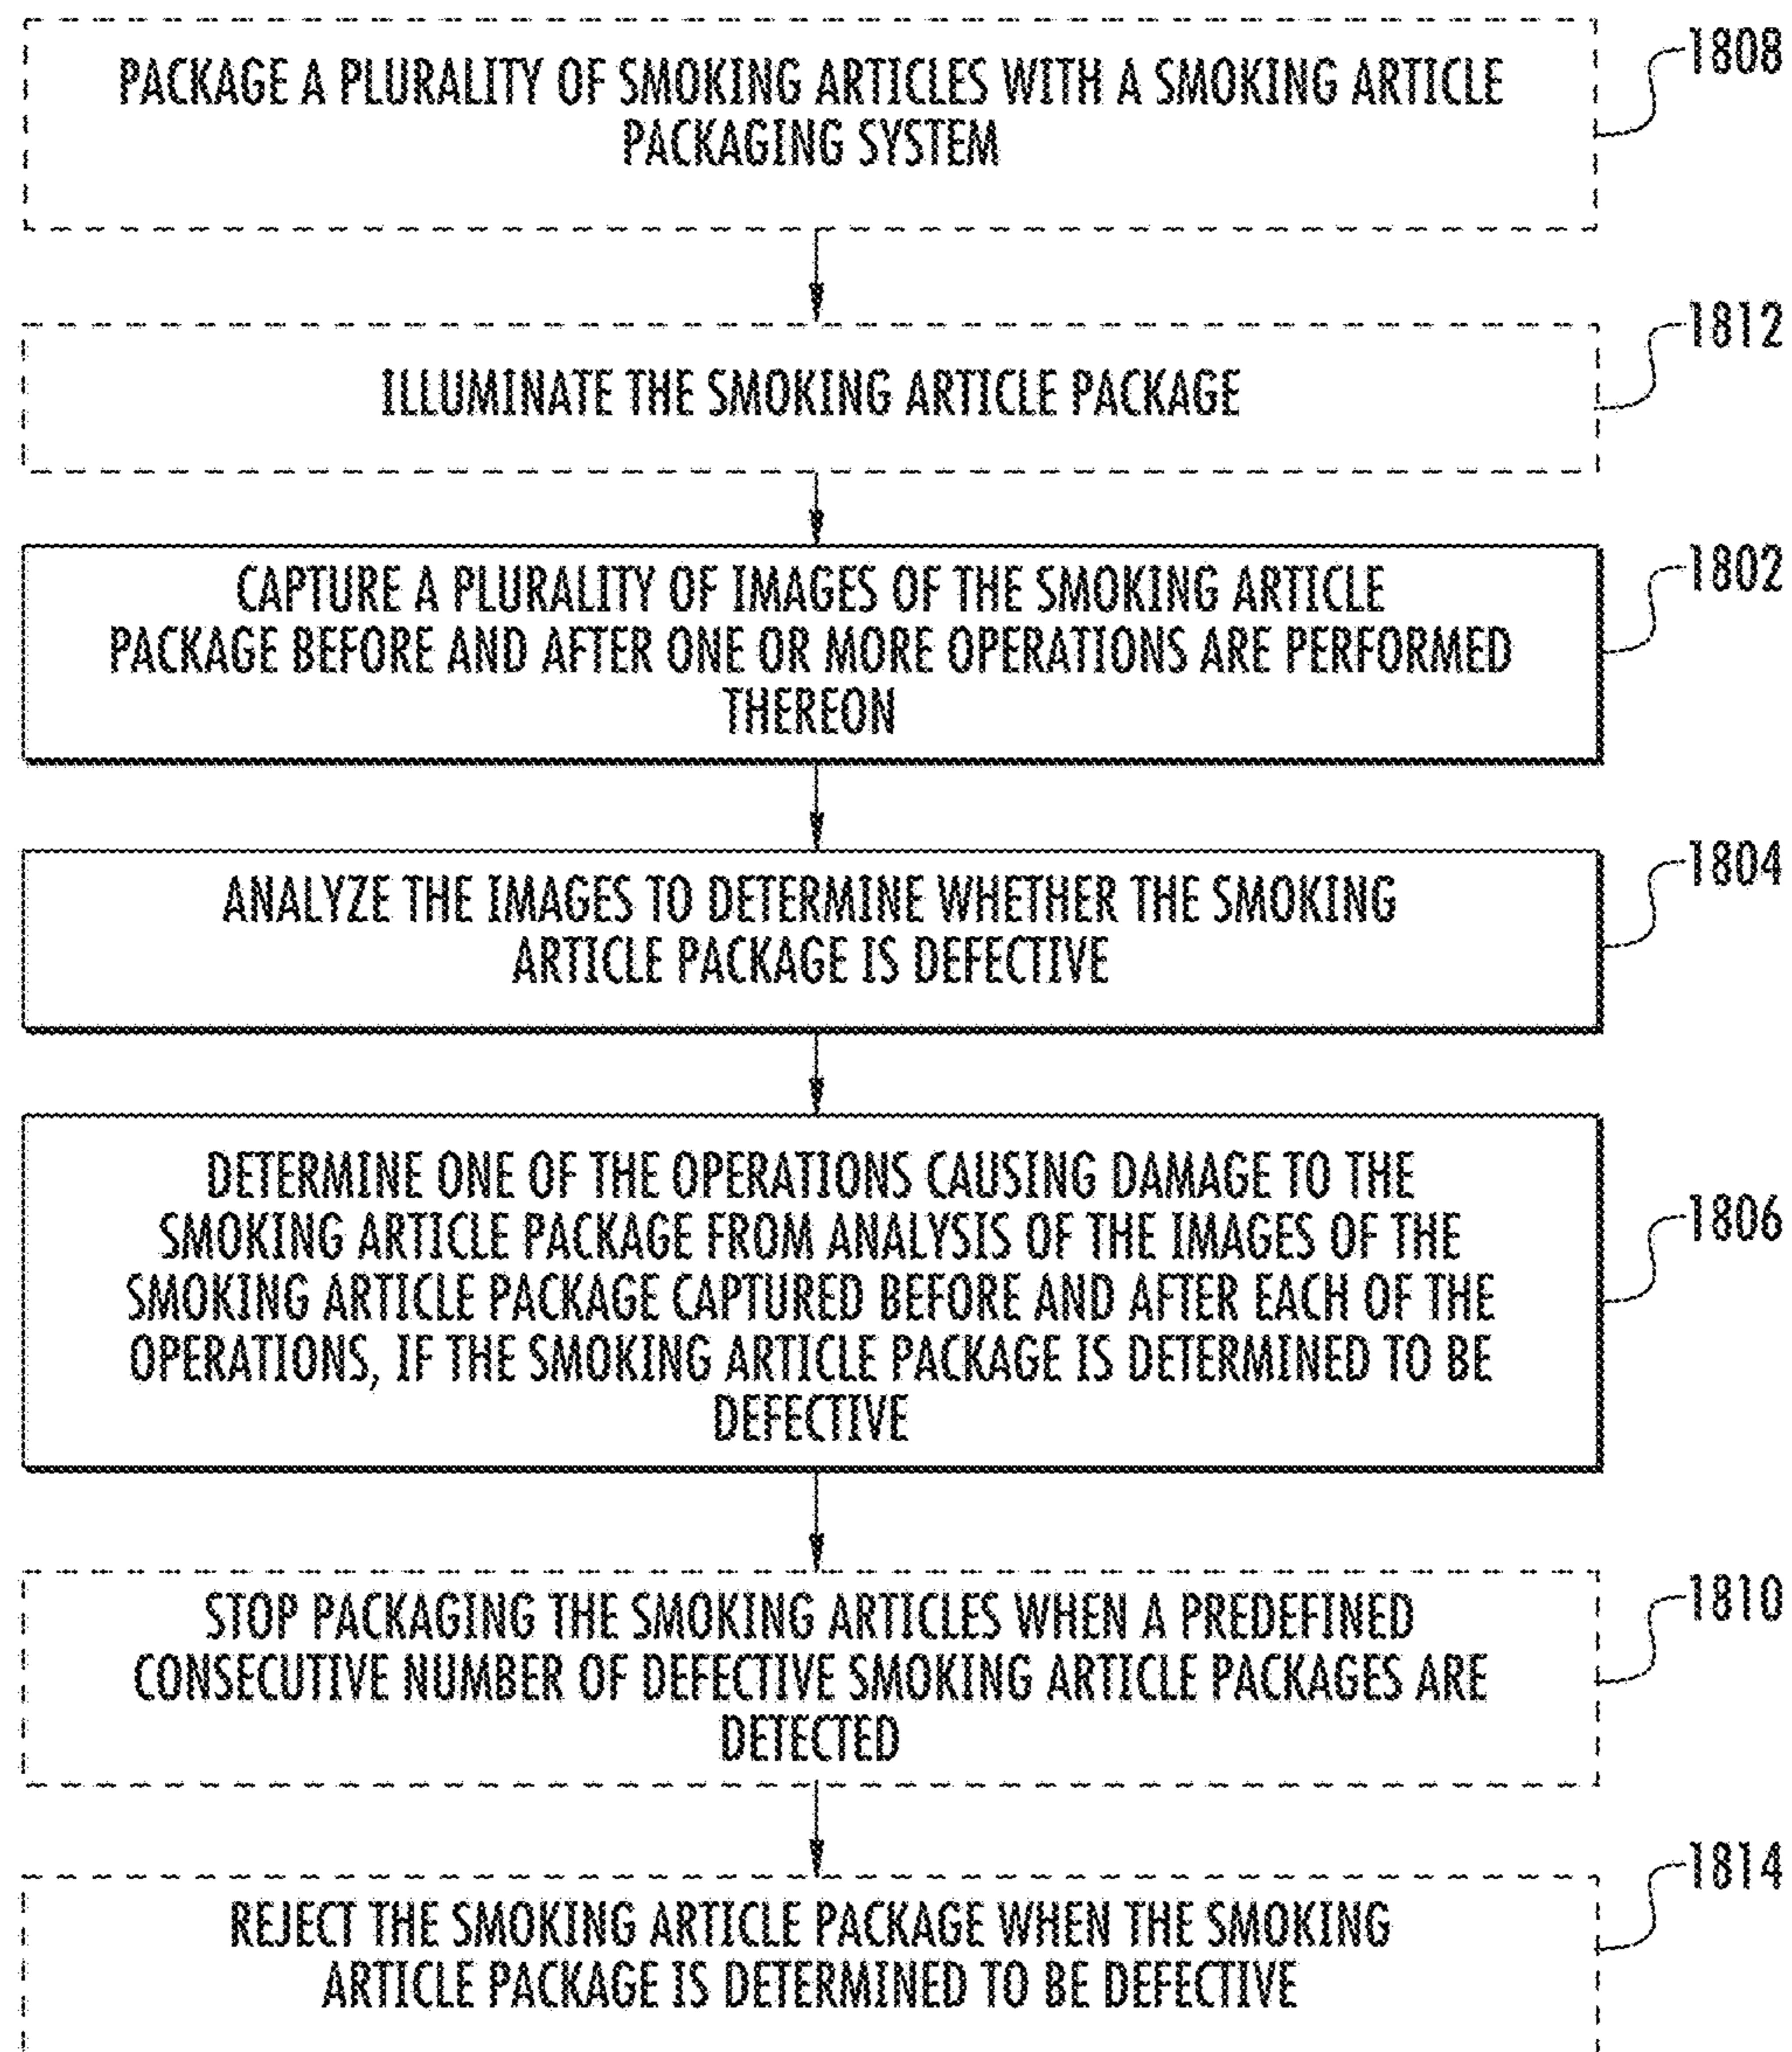 1808
PACKAGE A PLURALITY OF SMOKING ARTICLES WITH A SMOKING ARTICLE
PACKAGING SYSTEM
1812
ILLUMINATE THE SMOKING ARTICLE PACKAGE
1802
CAPTURE A PLURALITY OF IMAGES OF THE SMOKING ARTICLE
PACKAGE BEFORE AND AFTER ONE OR MORE OPERATIONS ARE PERFORMED
THEREON
1804
ANALYZE THE IMAGES TO DETERMINE WHETHER THE SMOKING
ARTICLE PACKAGE IS DEFECTIVE
1806
DETERMINE ONE OF THE OPERATIONS CAUSING DAMAGE TO THE
SMOKING ARTICLE PACKAGE FROM ANALYSIS OF THE IMAGES OF THE
SMOKING ARTICLE PACKAGE CAPTURED BEFORE AND AFTER EACH OF THE
OPERATIONS, IF THE SMOKING ARTICLE PACKAGE IS DETERMINED TO BE
DEFECTIVE
1810
STOP PACKAGING THE SMOKING ARTICLES WHEN A PREDEFINED
CONSECUTIVE NUMBER OF DEFECTIVE SMOKING ARTICLE PACKAGES ARE
DETECTED
1814
REJECT THE SMOKING ARTICLE PACKAGE WHEN THE SMOKING
ARTICLE PACKAGE IS DETERMINED TO BE DEFECTIVE